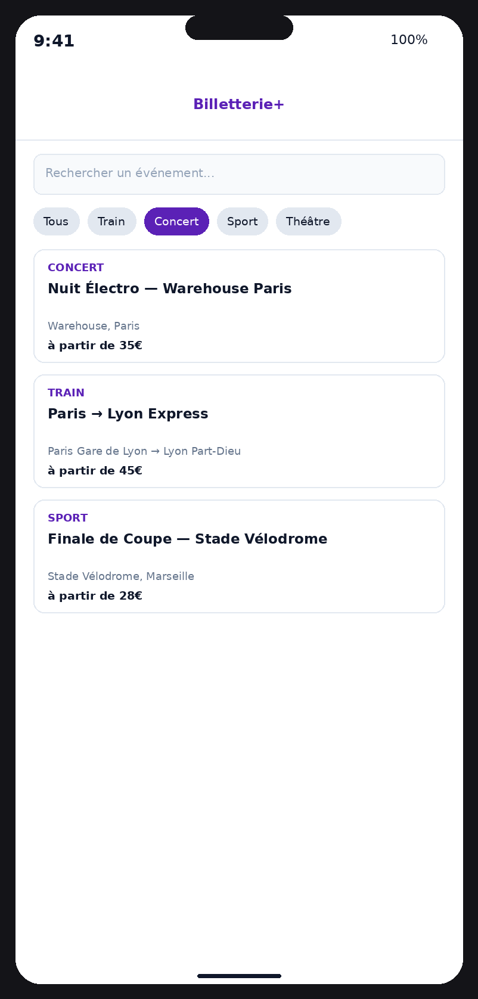 9:41
100%
Billetterie+
Rechercher un événement...
Tous
Train
Concert
Sport
Théâtre
CONCERT
Nuit Électro — Warehouse Paris
Warehouse, Paris
à partir de 35€
TRAIN
Paris → Lyon Express
Paris Gare de Lyon → Lyon Part-Dieu
à partir de 45€
SPORT
Finale de Coupe — Stade Vélodrome
Stade Vélodrome, Marseille
à partir de 28€